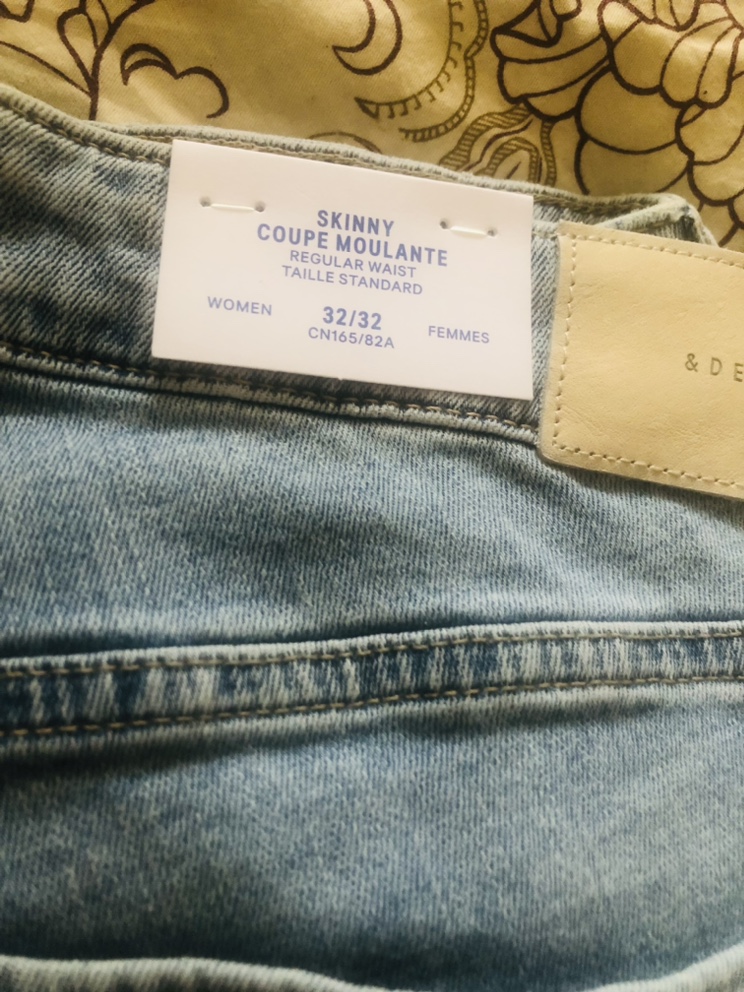 SKINNY
COUPE MOULANTE
REGULAR WAIST
TAILLE STANDARD
WOMEN 32/32 FEMMES
CN165/82A
& DE